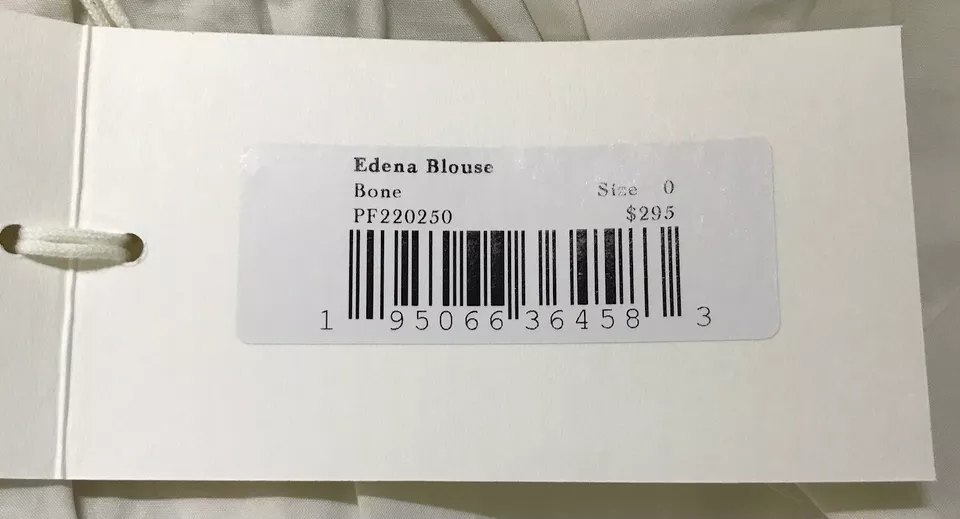 Edena Blouse
Bone Size 0
PF220250 $295
1 95066 36458 3